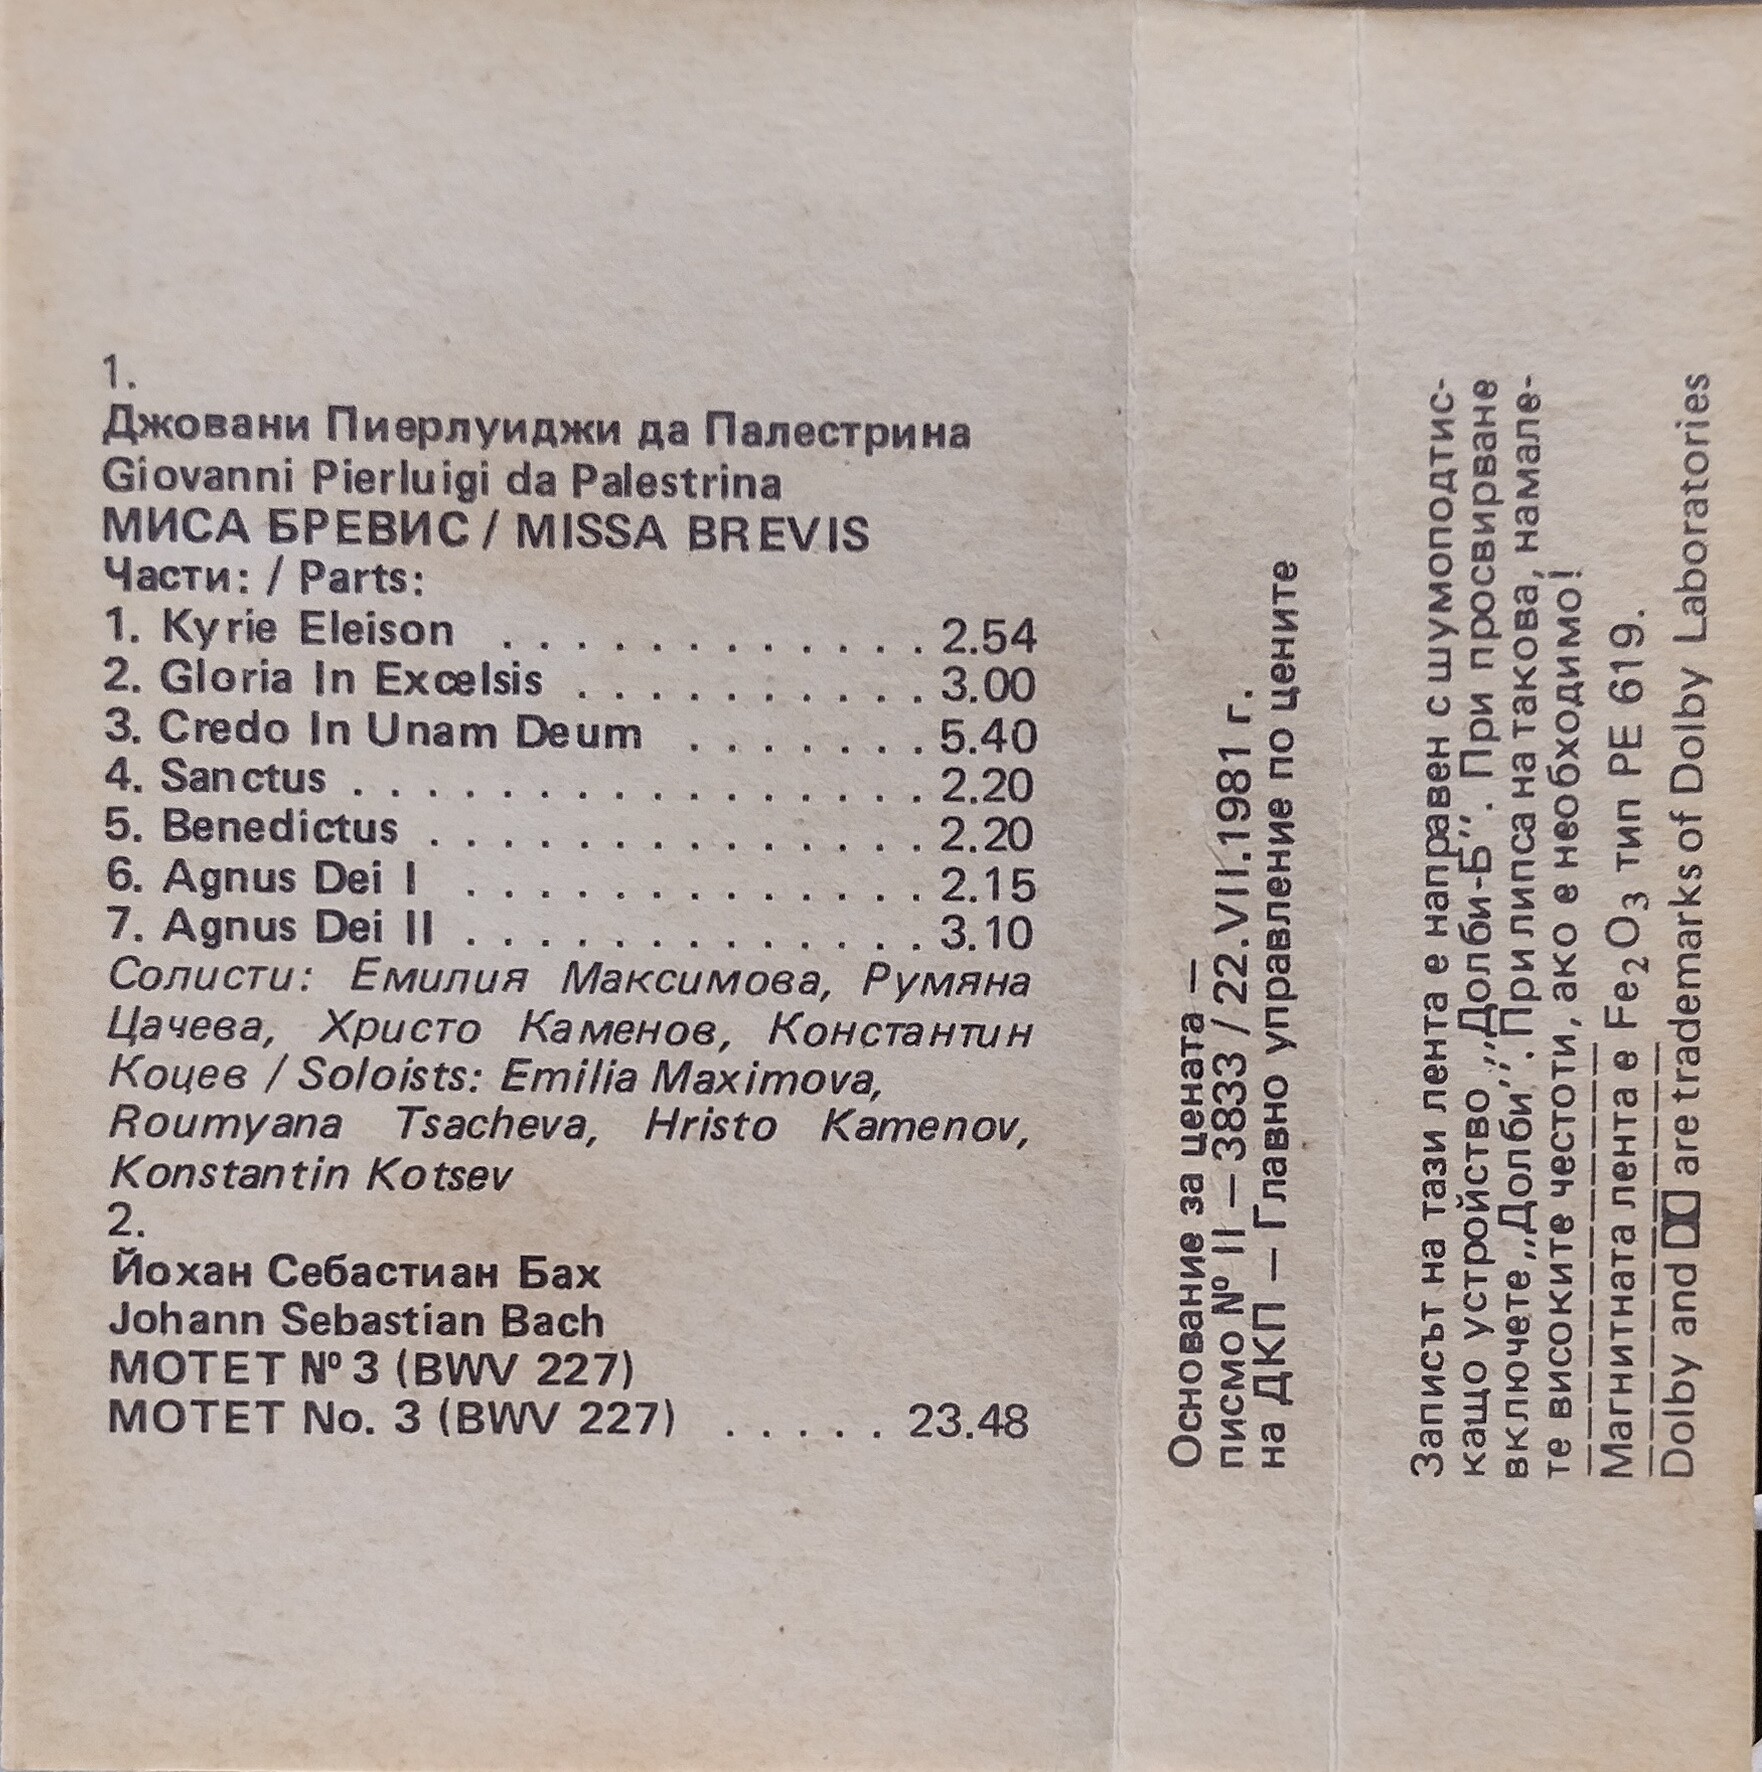 1.
Джовани Пиерлуиджи да Палестрина
Giovanni Pierluigi da Palestrina
МИСА БРЕВИС / MISSA BREVIS
Части: / Parts:
1. Kyrie Eleison . . . . . . . . . . . . 2.54
2. Gloria In Excelsis . . . . . . . . . . 3.00
3. Credo In Unam Deum . . . . . . . 5.40
4. Sanctus . . . . . . . . . . . . . . . . 2.20
5. Benedictus . . . . . . . . . . . . . . 2.20
6. Agnus Dei I . . . . . . . . . . . . . 2.15
7. Agnus Dei II . . . . . . . . . . . . . 3.10
Солисти: Емилия Максимова, Румяна
Цачева, Христо Каменов, Константин
Коцев / Soloists: Emilia Maximova,
Roumyana Tsacheva, Hristo Kamenov,
Konstantin Kotsev
2.
Йохан Себастиан Бах
Johann Sebastian Bach
МОТЕТ № 3 (BWV 227)
MOTET No. 3 (BWV 227) . . . . . 23.48
Основание за цената —
писмо № II — 3833 / 22.VII.1981 г.
на ДКП — Главно управление по цените
Записът на тази лента е направен с шумоподтис-
кащо устройство ,,Долби-Б''. При просвирване
включете ,,Долби''. При липса на такова, намале-
те високите честоти, ако е необходимо!
Магнитната лента е Fe₂O₃ тип PE 619.
Dolby and are trademarks of Dolby Laboratories